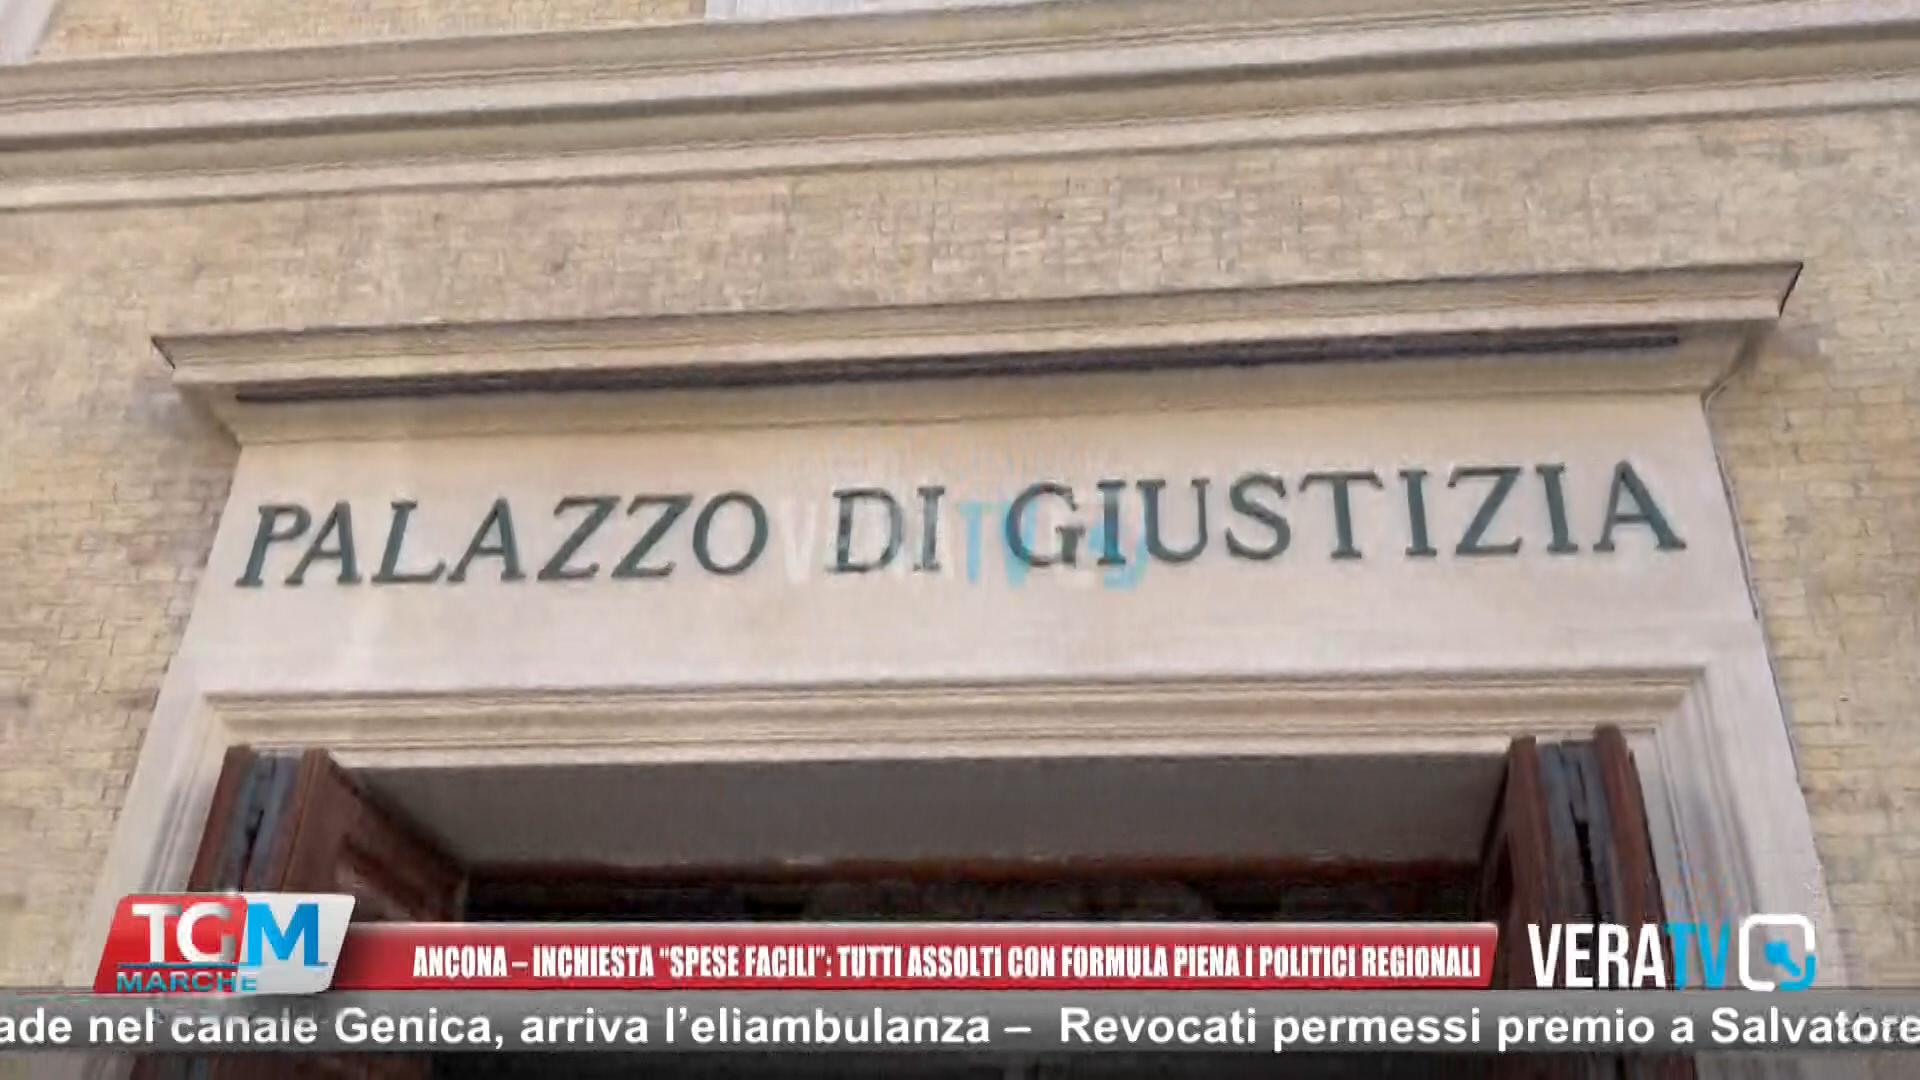 PALAZZO DI GIUSTIZIA
VERATV
TGM
MARCHE
ANCONA – INCHIESTA “SPESE FACILI”: TUTTI ASSOLTI CON FORMULA PIENA I POLITICI REGIONALI
VERATV
ade nel canale Genica, arriva l’eliambulanza – Revocati permessi premio a Salvatore